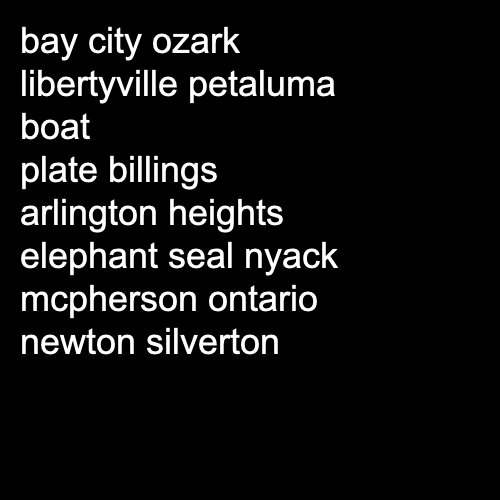 bay city ozark
libertyville petaluma
boat
plate billings
arlington heights
elephant seal nyack
mcpherson ontario
newton silverton